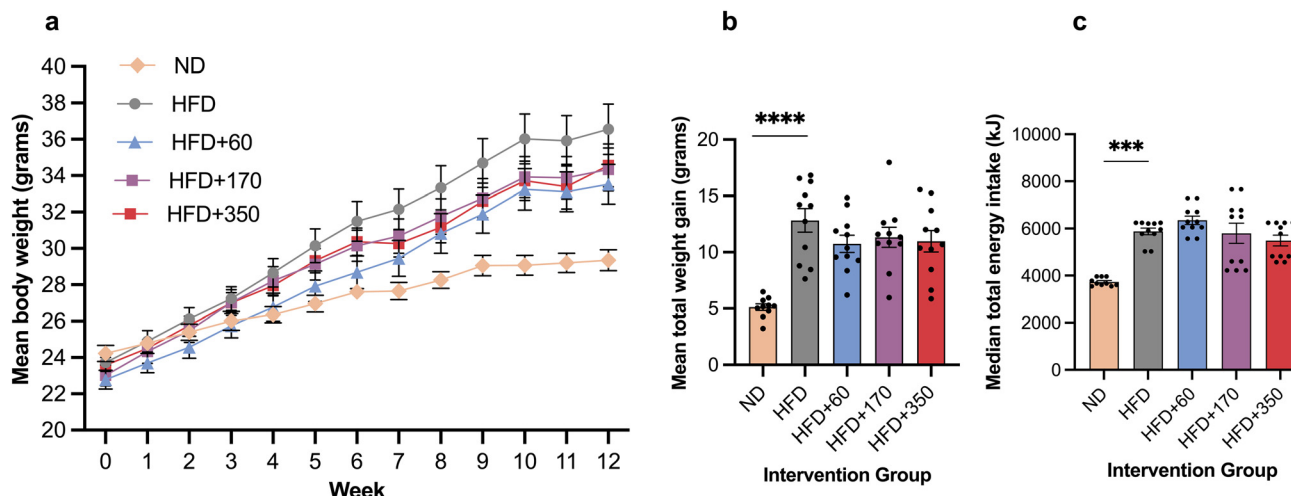 a
b
c
ND
HFD
HFD+60
HFD+170
HFD+350
Mean body weight (grams)
40
38
36
34
32
30
28
26
24
22
20
0 1 2 3 4 5 6 7 8 9 10 11 12
Week
Mean total weight gain (grams)
20
15
10
5
0
****
ND HFD HFD+60 HFD+170 HFD+350
Intervention Group
Median total energy intake (kJ)
10000
8000
6000
4000
2000
0
***
ND HFD HFD+60 HFD+170 HFD+350
Intervention Group